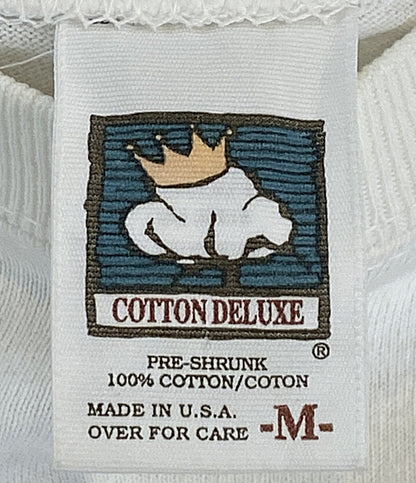 COTTON DELUXE
®
PRE-SHRUNK
100% COTTON/COTON
MADE IN U.S.A.
OVER FOR CARE -M-